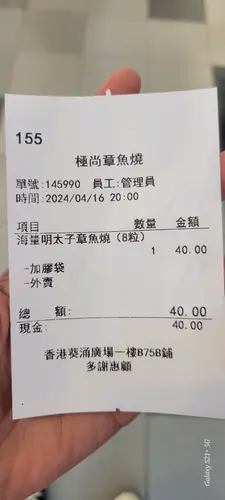 155
極尚章魚燒
單號:145990 員工:管理員
時間:2024/04/16 20:00
項目 數量 金額
海量明太子章魚燒(8粒)
1 40.00
-加膠袋
-外賣
總 額: 40.00
現金: 40.00
香港葵涌廣場一樓B75B鋪
多謝惠顧
Galaxy S21+ 5G